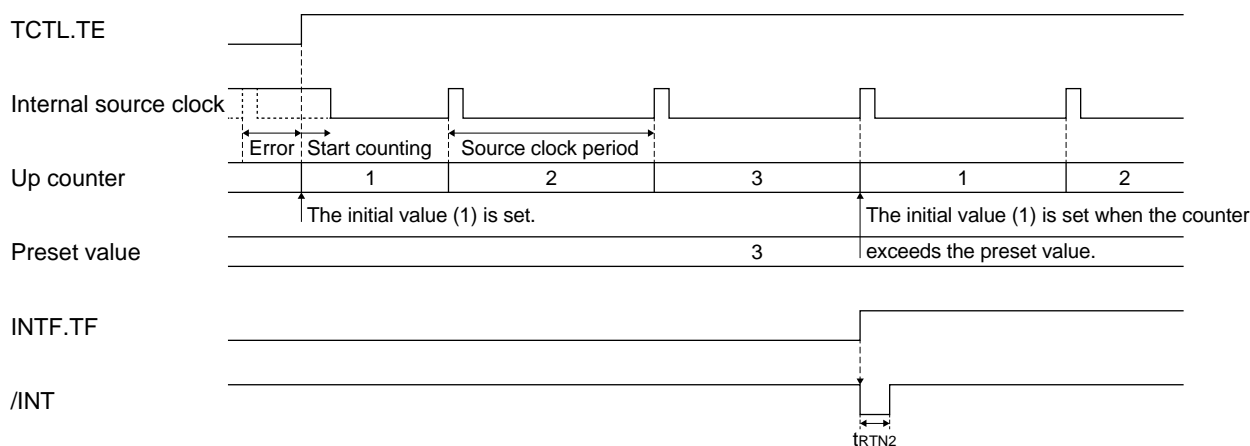 TCTL.TE
Internal source clock
Error Start counting Source clock period
Up counter 1 2 3 1 2
The initial value (1) is set. The initial value (1) is set when the counter
Preset value 3 exceeds the preset value.
INTF.TF
/INT
tRTN2